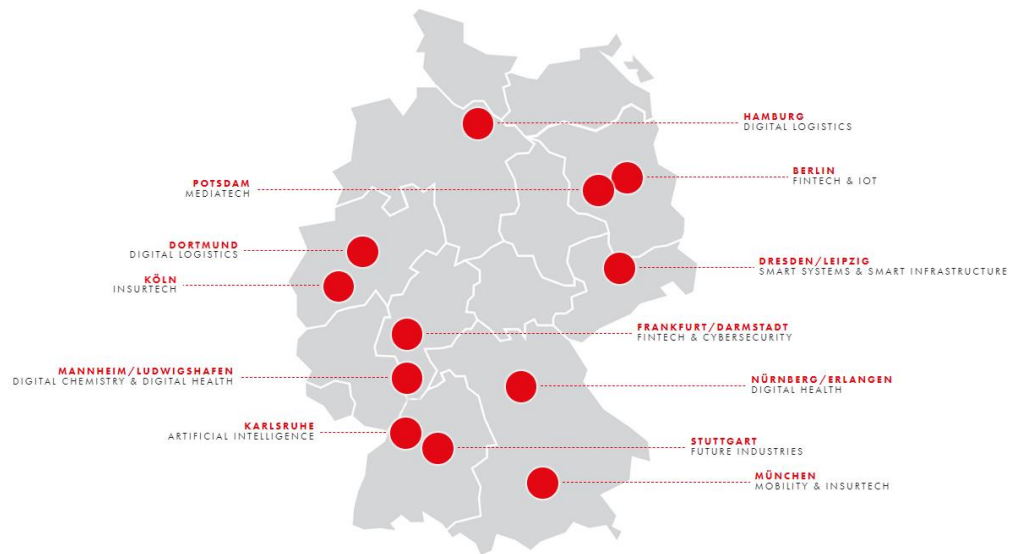 HAMBURG
DIGITAL LOGISTICS
BERLIN
FINTECH & IOT
POTSDAM
MEDIATECH
DORTMUND
DIGITAL LOGISTICS
DRESDEN/LEIPZIG
SMART SYSTEMS & SMART INFRASTRUCTURE
KÖLN
INSURTECH
FRANKFURT/DARMSTADT
FINTECH & CYBERSECURITY
MANNHEIM/LUDWIGSHAFEN
DIGITAL CHEMISTRY & DIGITAL HEALTH
NÜRNBERG/ERLANGEN
DIGITAL HEALTH
KARLSRUHE
ARTIFICIAL INTELLIGENCE
STUTTGART
FUTURE INDUSTRIES
MÜNCHEN
MOBILITY & INSURTECH